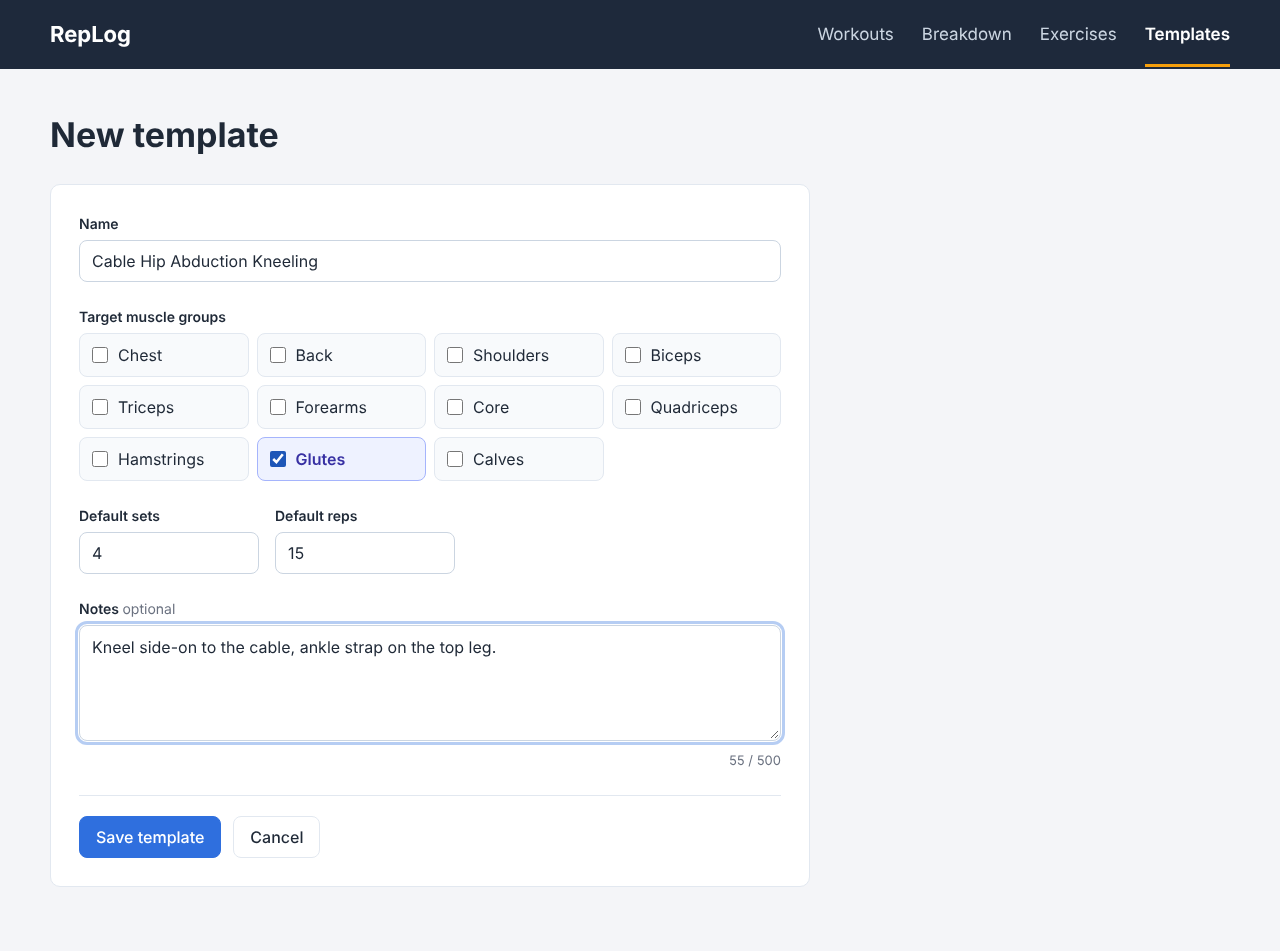 RepLog
Workouts Breakdown Exercises Templates
New template
Name
Cable Hip Abduction Kneeling
Target muscle groups
Chest Back Shoulders Biceps
Triceps Forearms Core Quadriceps
Hamstrings Glutes Calves
Default sets Default reps
4 15
Notes optional
Kneel side-on to the cable, ankle strap on the top leg.
55 / 500
Save template Cancel